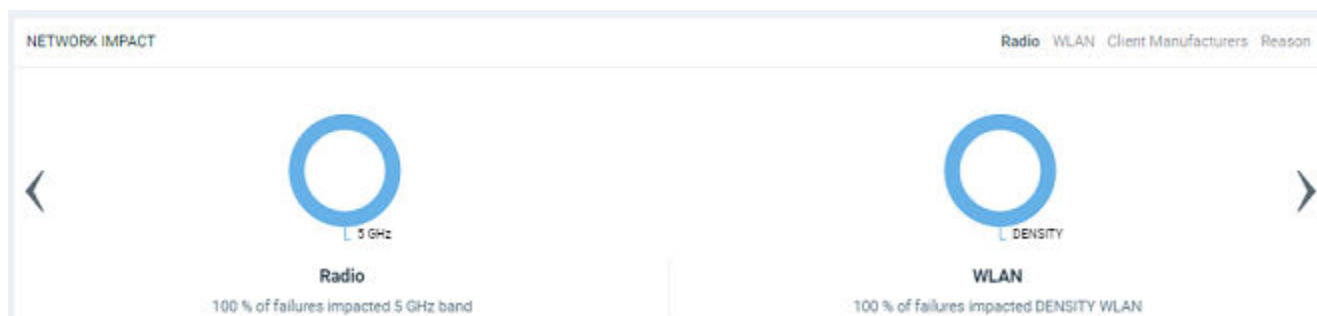 NETWORK IMPACT
Radio WLAN Client Manufacturers Reason
5 GHz
DENSITY
Radio
WLAN
100 % of failures impacted 5 GHz band
100 % of failures impacted DENSITY WLAN